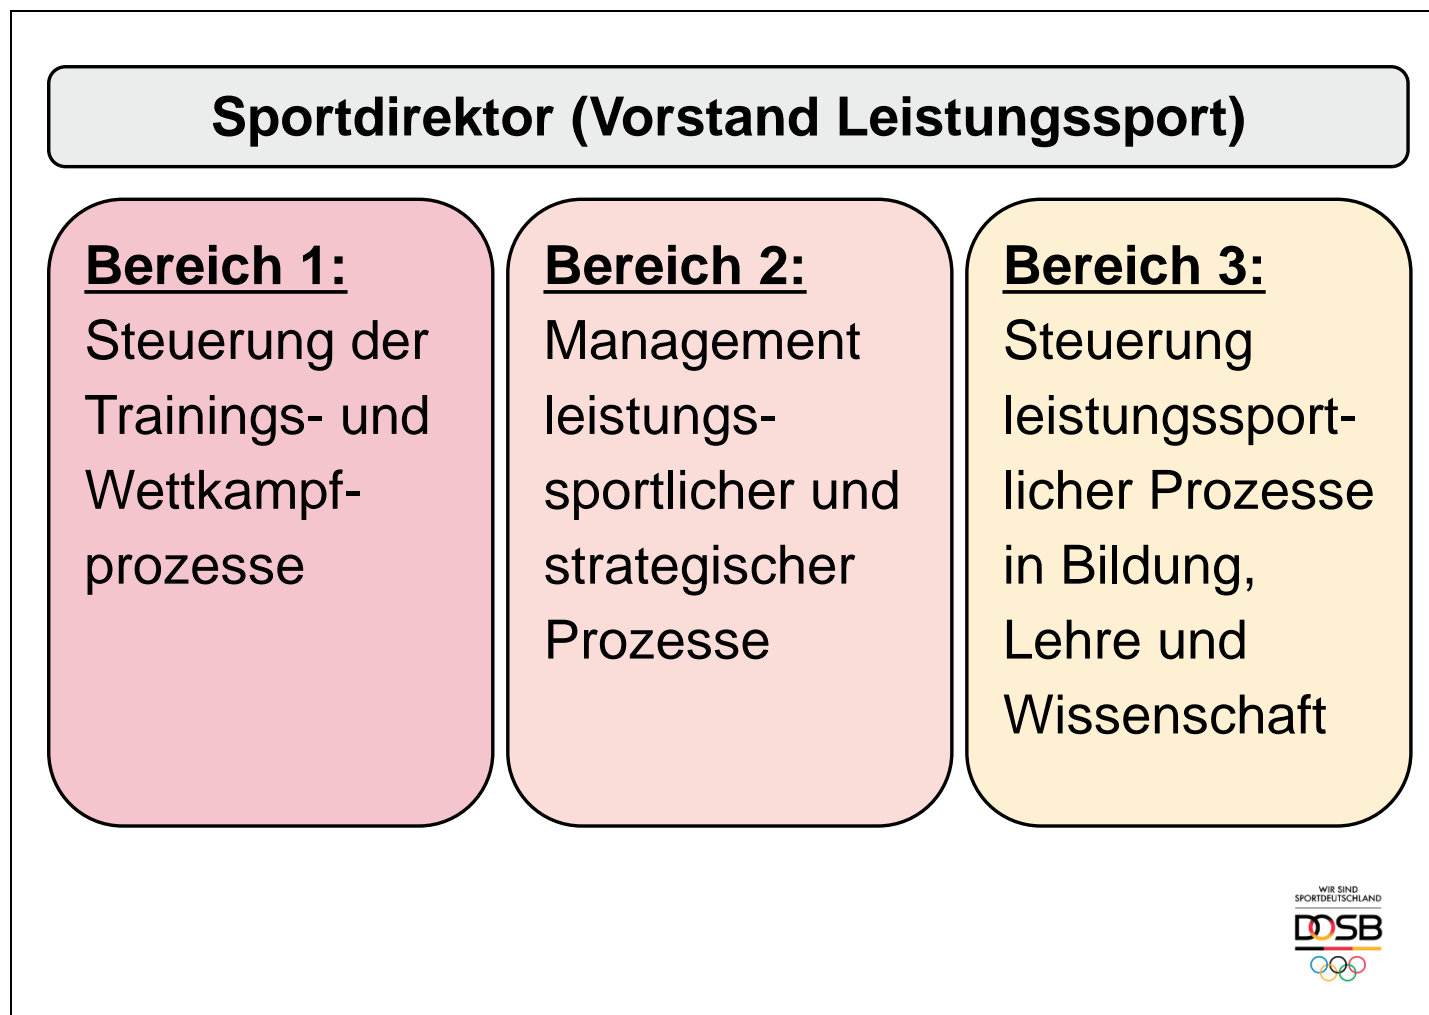 Sportdirektor (Vorstand Leistungssport)
Bereich 1:
Steuerung der
Trainings- und
Wettkampf-
prozesse
Bereich 2:
Management
leistungs-
sportlicher und
strategischer
Prozesse
Bereich 3:
Steuerung
leistungssport-
licher Prozesse
in Bildung,
Lehre und
Wissenschaft
WIR SIND
SPORTDEUTSCHLAND
DOSB